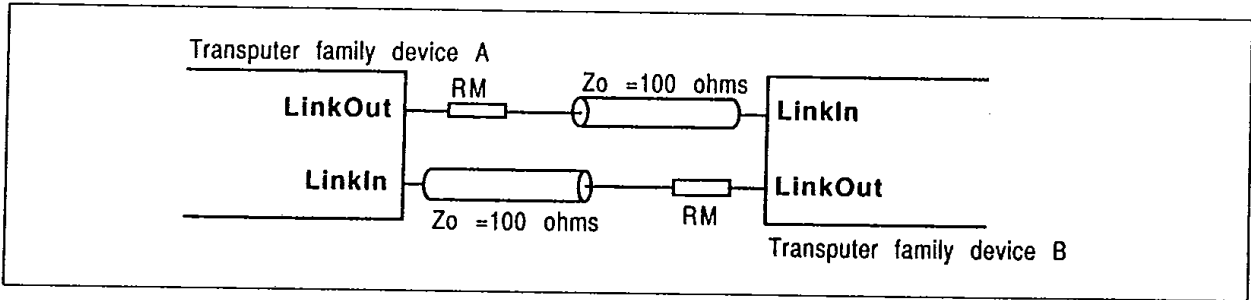 Transputer family device A
RM
Zo =100 ohms
LinkOut
LinkIn
LinkIn
Zo =100 ohms
RM
LinkOut
Transputer family device B